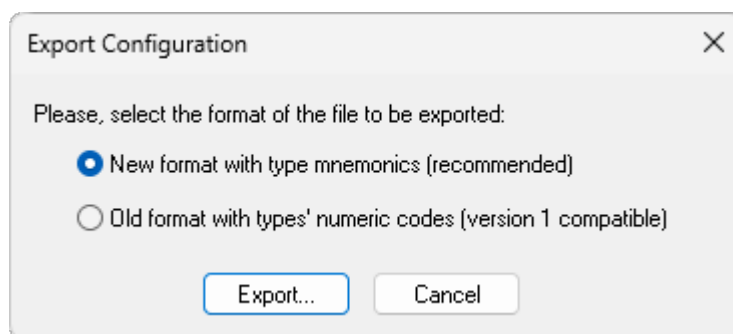 Export Configuration
Please, select the format of the file to be exported:
New format with type mnemonics (recommended)
Old format with types' numeric codes (version 1 compatible)
Export... Cancel